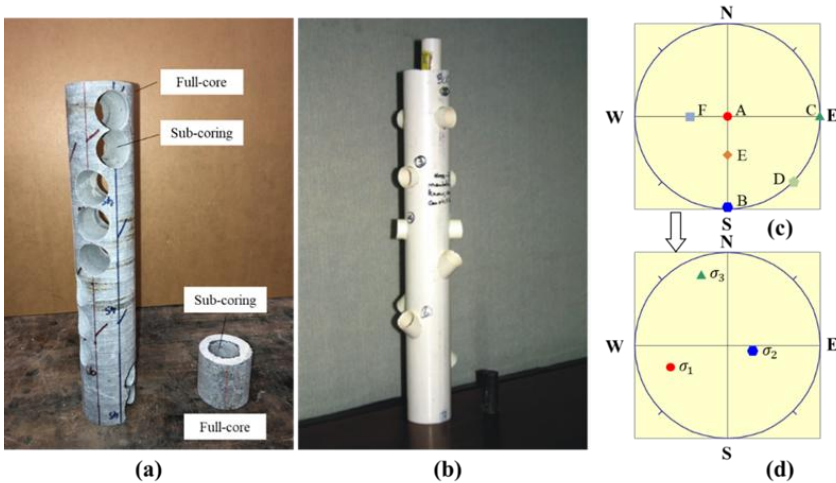 Full-core
Sub-coring
Sub-coring
Full-core
(a)
(b)
N
W
F
A
C
E
E
D
B
S
(c)
N
σ3
W
E
σ2
σ1
S
(d)